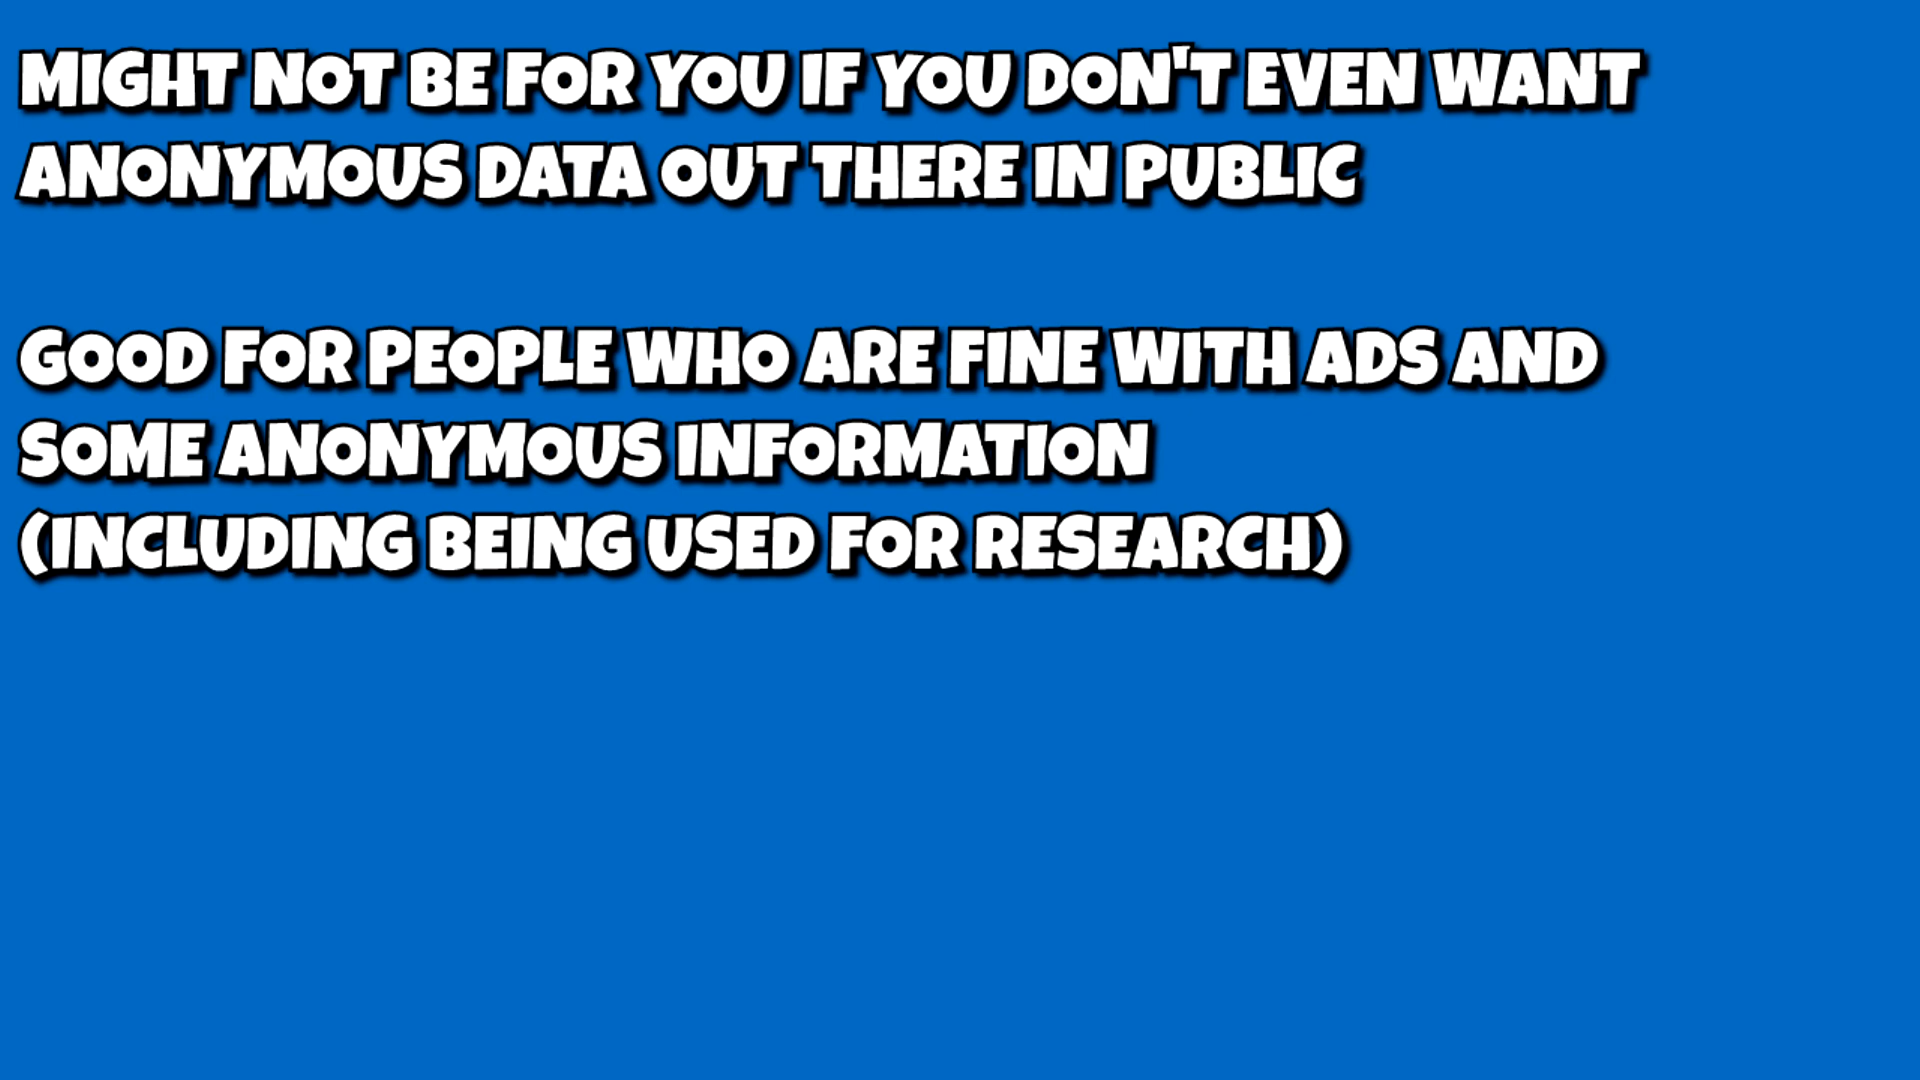 MIGHT NOT BE FOR YOU IF YOU DON'T EVEN WANT
ANONYMOUS DATA OUT THERE IN PUBLIC
GOOD FOR PEOPLE WHO ARE FINE WITH ADS AND
SOME ANONYMOUS INFORMATION
(INCLUDING BEING USED FOR RESEARCH)